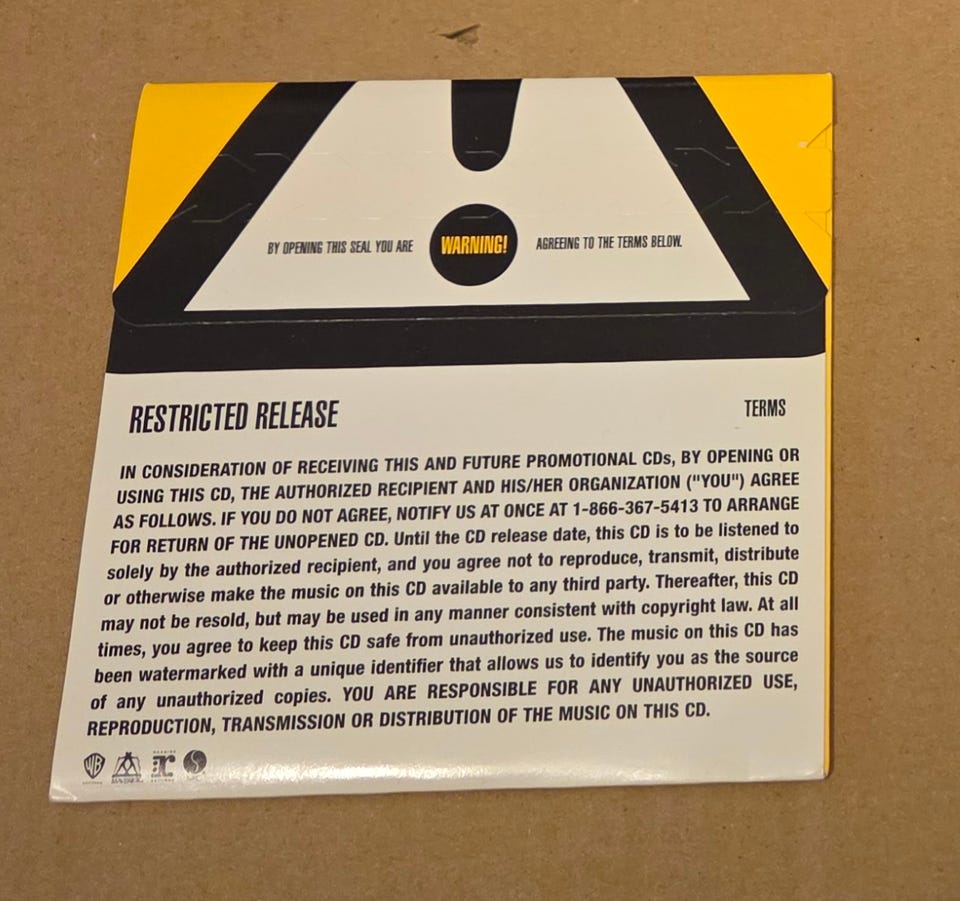 BY OPENING THIS SEAL YOU ARE WARNING! AGREEING TO THE TERMS BELOW.
RESTRICTED RELEASE TERMS
IN CONSIDERATION OF RECEIVING THIS AND FUTURE PROMOTIONAL CDs, BY OPENING OR
USING THIS CD, THE AUTHORIZED RECIPIENT AND HIS/HER ORGANIZATION ("YOU") AGREE
AS FOLLOWS. IF YOU DO NOT AGREE, NOTIFY US AT ONCE AT 1-866-367-5413 TO ARRANGE
FOR RETURN OF THE UNOPENED CD. Until the CD release date, this CD is to be listened to
solely by the authorized recipient, and you agree not to reproduce, transmit, distribute
or otherwise make the music on this CD available to any third party. Thereafter, this CD
may not be resold, but may be used in any manner consistent with copyright law. At all
times, you agree to keep this CD safe from unauthorized use. The music on this CD has
been watermarked with a unique identifier that allows us to identify you as the source
of any unauthorized copies. YOU ARE RESPONSIBLE FOR ANY UNAUTHORIZED USE,
REPRODUCTION, TRANSMISSION OR DISTRIBUTION OF THE MUSIC ON THIS CD.